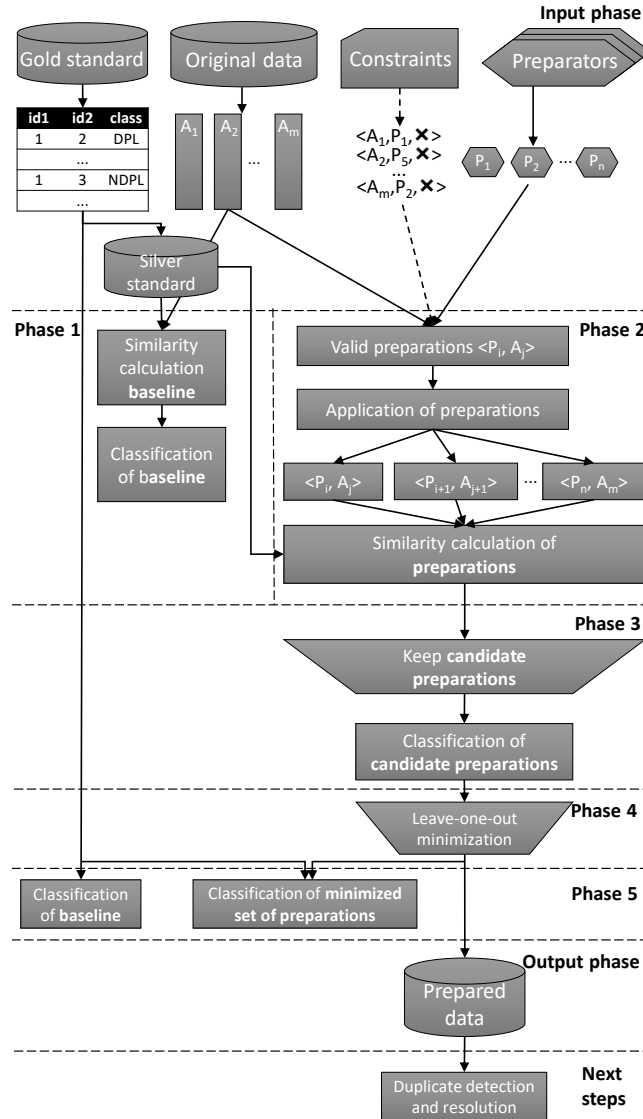 Input phase
Gold standard
Original data
Constraints
Preparators
id1 id2 class
1 2 DPL
...
1 3 NDPL
...
A1 A2 ... Am
<A1,P1,✖>
<A2,P5,✖>
...
<Am,P2,✖>
P1 P2 ... Pn
Silver
standard
Phase 1
Phase 2
Similarity
calculation
baseline
Classification
of baseline
Valid preparations <Pi, Aj>
Application of preparations
<Pi, Aj> <Pi+1, Aj+1> ... <Pn, Am>
Similarity calculation of
preparations
Phase 3
Keep candidate
preparations
Classification of
candidate preparations
Phase 4
Leave-one-out
minimization
Phase 5
Classification
of baseline
Classification of minimized
set of preparations
Output phase
Prepared
data
Next
steps
Duplicate detection
and resolution